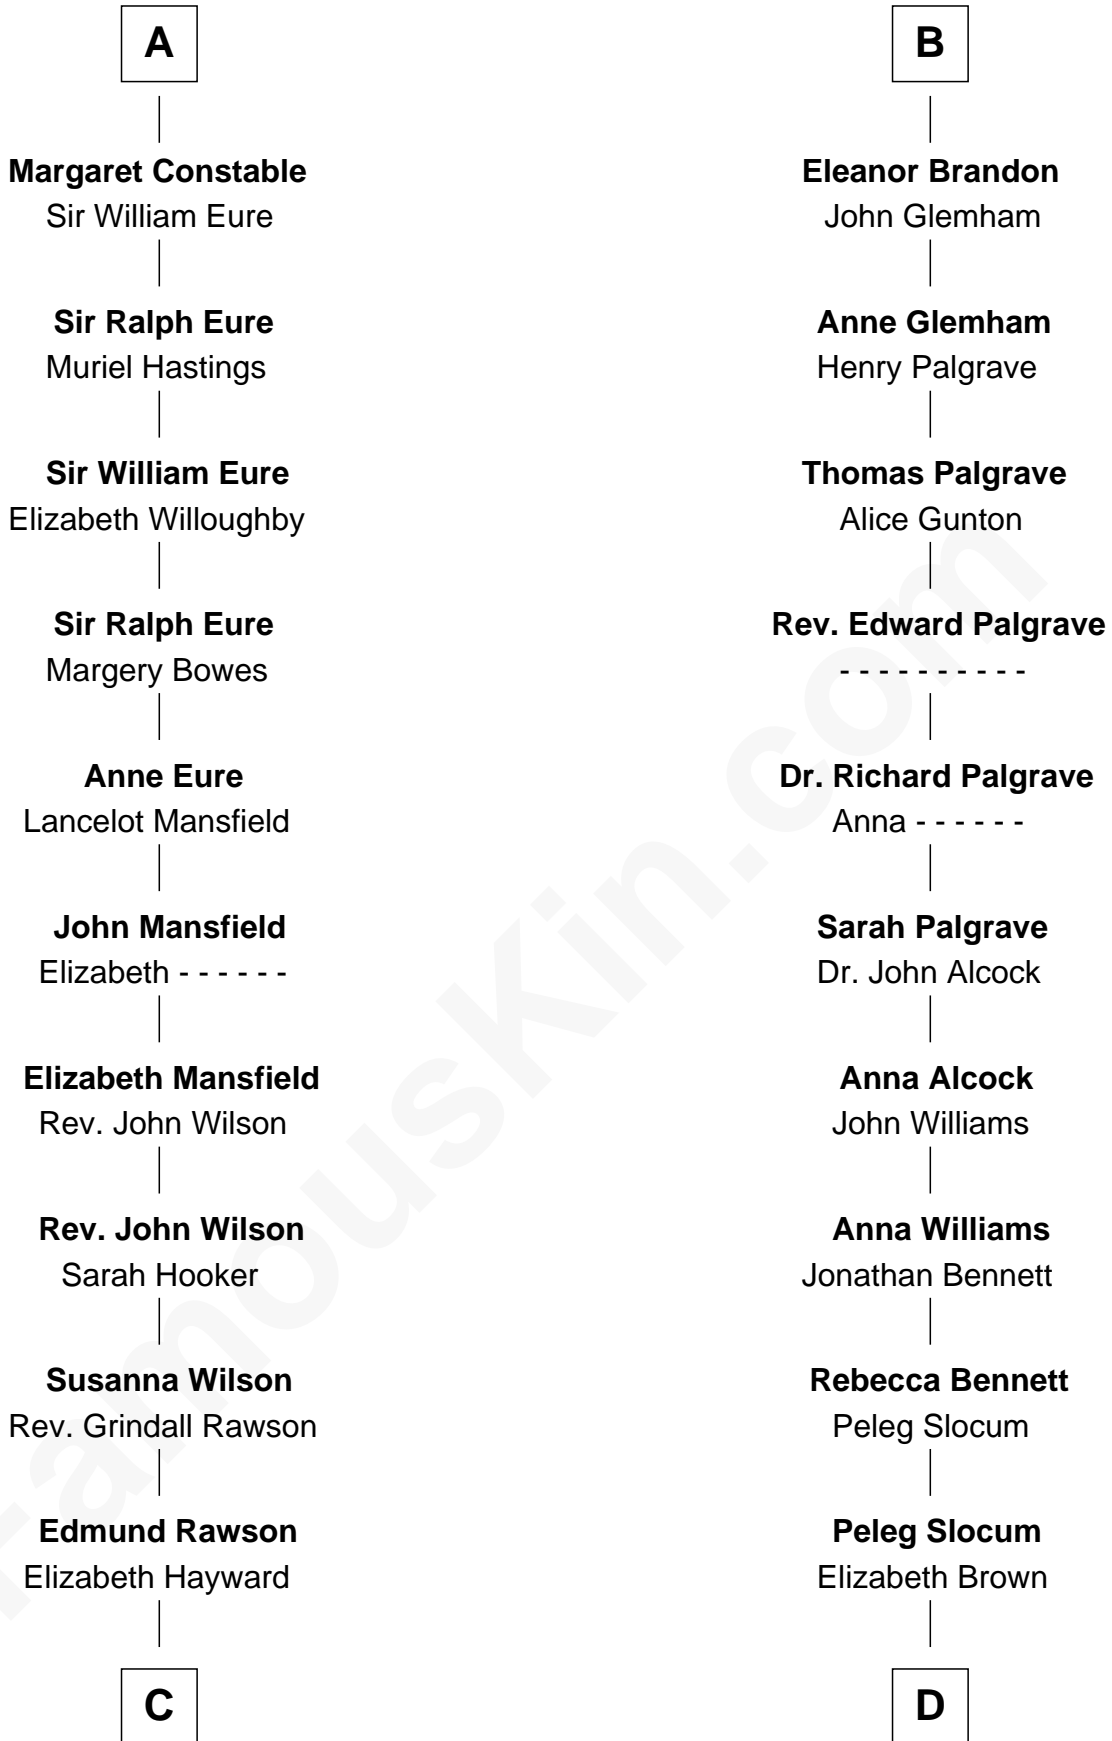 A
Margaret Constable
Sir William Eure
Sir Ralph Eure
Muriel Hastings
Sir William Eure
Elizabeth Willoughby
Sir Ralph Eure
Margery Bowes
Anne Eure
Lancelot Mansfield
John Mansfield
Elizabeth - - - - - -
Elizabeth Mansfield
Rev. John Wilson
Rev. John Wilson
Sarah Hooker
Susanna Wilson
Rev. Grindall Rawson
Edmund Rawson
Elizabeth Hayward
C
B
Eleanor Brandon
John Glemham
Anne Glemham
Henry Palgrave
Thomas Palgrave
Alice Gunton
Rev. Edward Palgrave
- - - - - - - - - -
Dr. Richard Palgrave
Anna - - - - - -
Sarah Palgrave
Dr. John Alcock
Anna Alcock
John Williams
Anna Williams
Jonathan Bennett
Rebecca Bennett
Peleg Slocum
Peleg Slocum
Elizabeth Brown
D
FamousKin.com